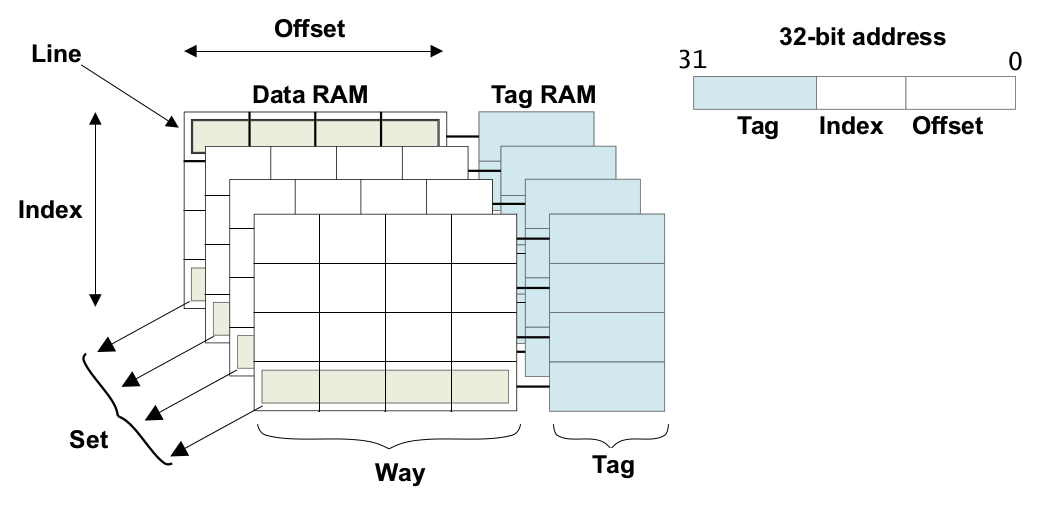 Offset
32-bit address
Line
31
0
Data RAM
Tag RAM
Tag
Index
Offset
Index
Set
Way
Tag